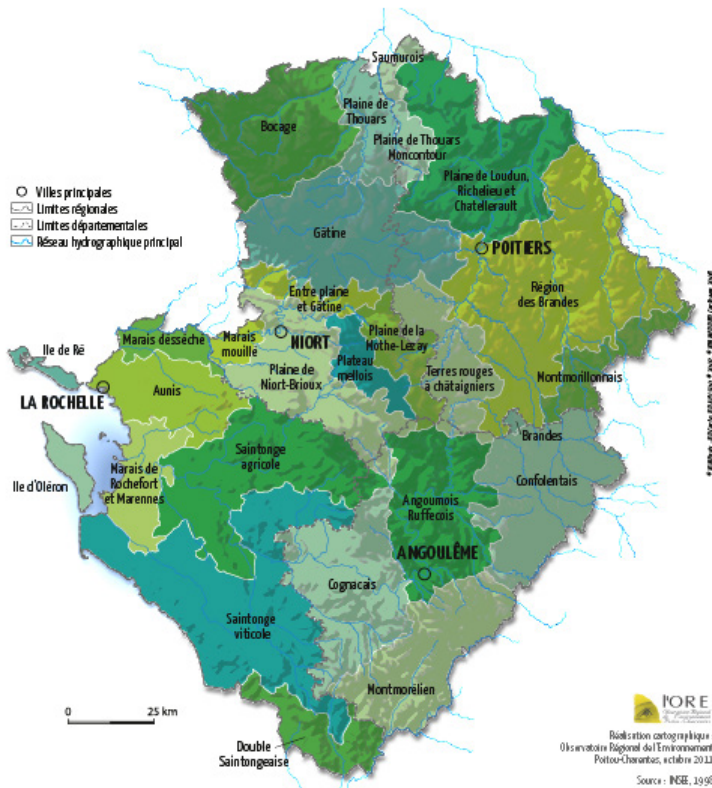 Saumurois
Plaine de
Thouars
Bocage
Plaine de Thouars
Moncontour
Plaine de Loudun,
Richelieu et
Chatellerault
Villes principales
Limites régionales
Limites départementales
Réseau hydrographique principal
Gâtine
POITIERS
Région
des Brandes
Entre plaine
et Gâtine
Marais desséché
Marais
mouillé
NIORT
Plaine de la
Mothe-Lezay
Ile de Ré
Plateau
mellois
Plaine de
Niort-Brioux
Terres rouges
à châtaigniers
Montmorillonnais
Aunis
LA ROCHELLE
Brandes
Saintonge
agricole
Marais de
Rochefort
et Marennes
Ile d'Oléron
Confolentais
Angoumois
Ruffecois
ANGOULÊME
Cognacais
Saintonge
viticole
Montmorélien
0 25 km
Double
Saintongeaise
l'ORE
Réalisation cartographique :
Observatoire Régional de l'Environnement
Poitou-Charentes, octobre 2011
Source : INSEE, 1998